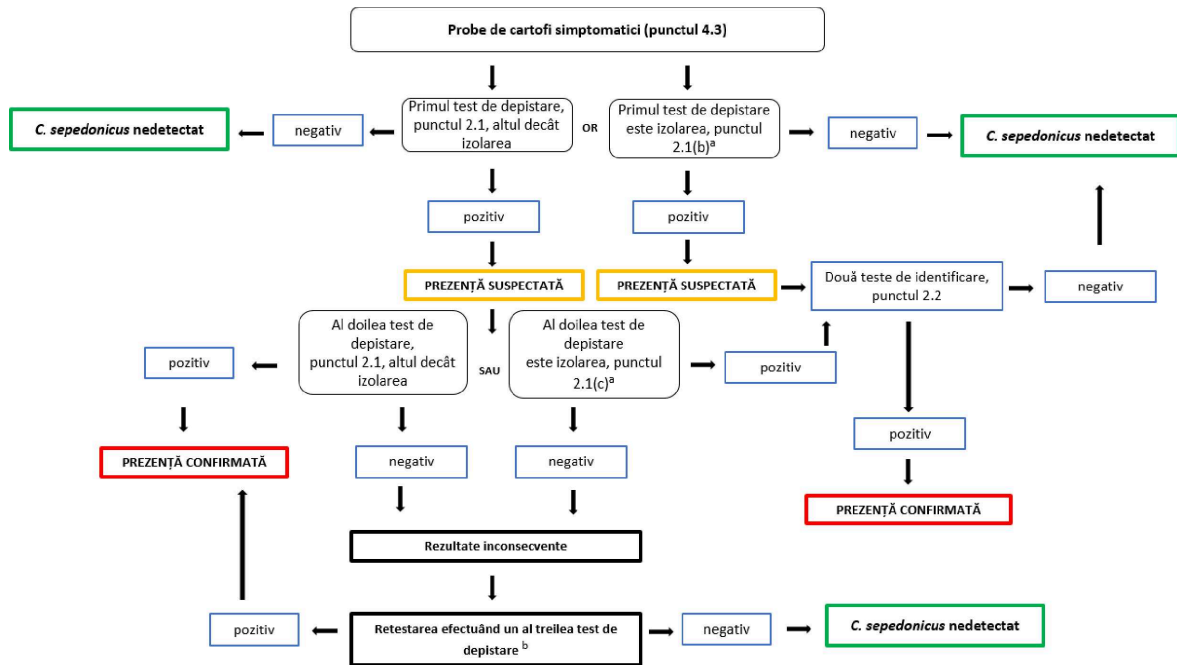 Probe de cartofi simptomatici (punctul 4.3)
C. sepedonicus nedetectat
negativ
Primul test de depistare,
punctul 2.1, altul decât
izolarea
OR
Primul test de depistare
este izolarea, punctul
2.1(b)a
negativ
C. sepedonicus nedetectat
pozitiv
pozitiv
PREZENȚĂ SUSPECTATĂ
PREZENȚĂ SUSPECTATĂ
Două teste de identificare,
punctul 2.2
negativ
pozitiv
Al doilea test de
depistare,
punctul 2.1, altul decât
izolarea
SAU
Al doilea test de
depistare
este izolarea, punctul
2.1(c)a
pozitiv
pozitiv
PREZENȚĂ CONFIRMATĂ
negativ
negativ
PREZENȚĂ CONFIRMATĂ
Rezultate inconsecvente
pozitiv
Retestarea efectuând un al treilea test de
depistare b
negativ
C. sepedonicus nedetectat